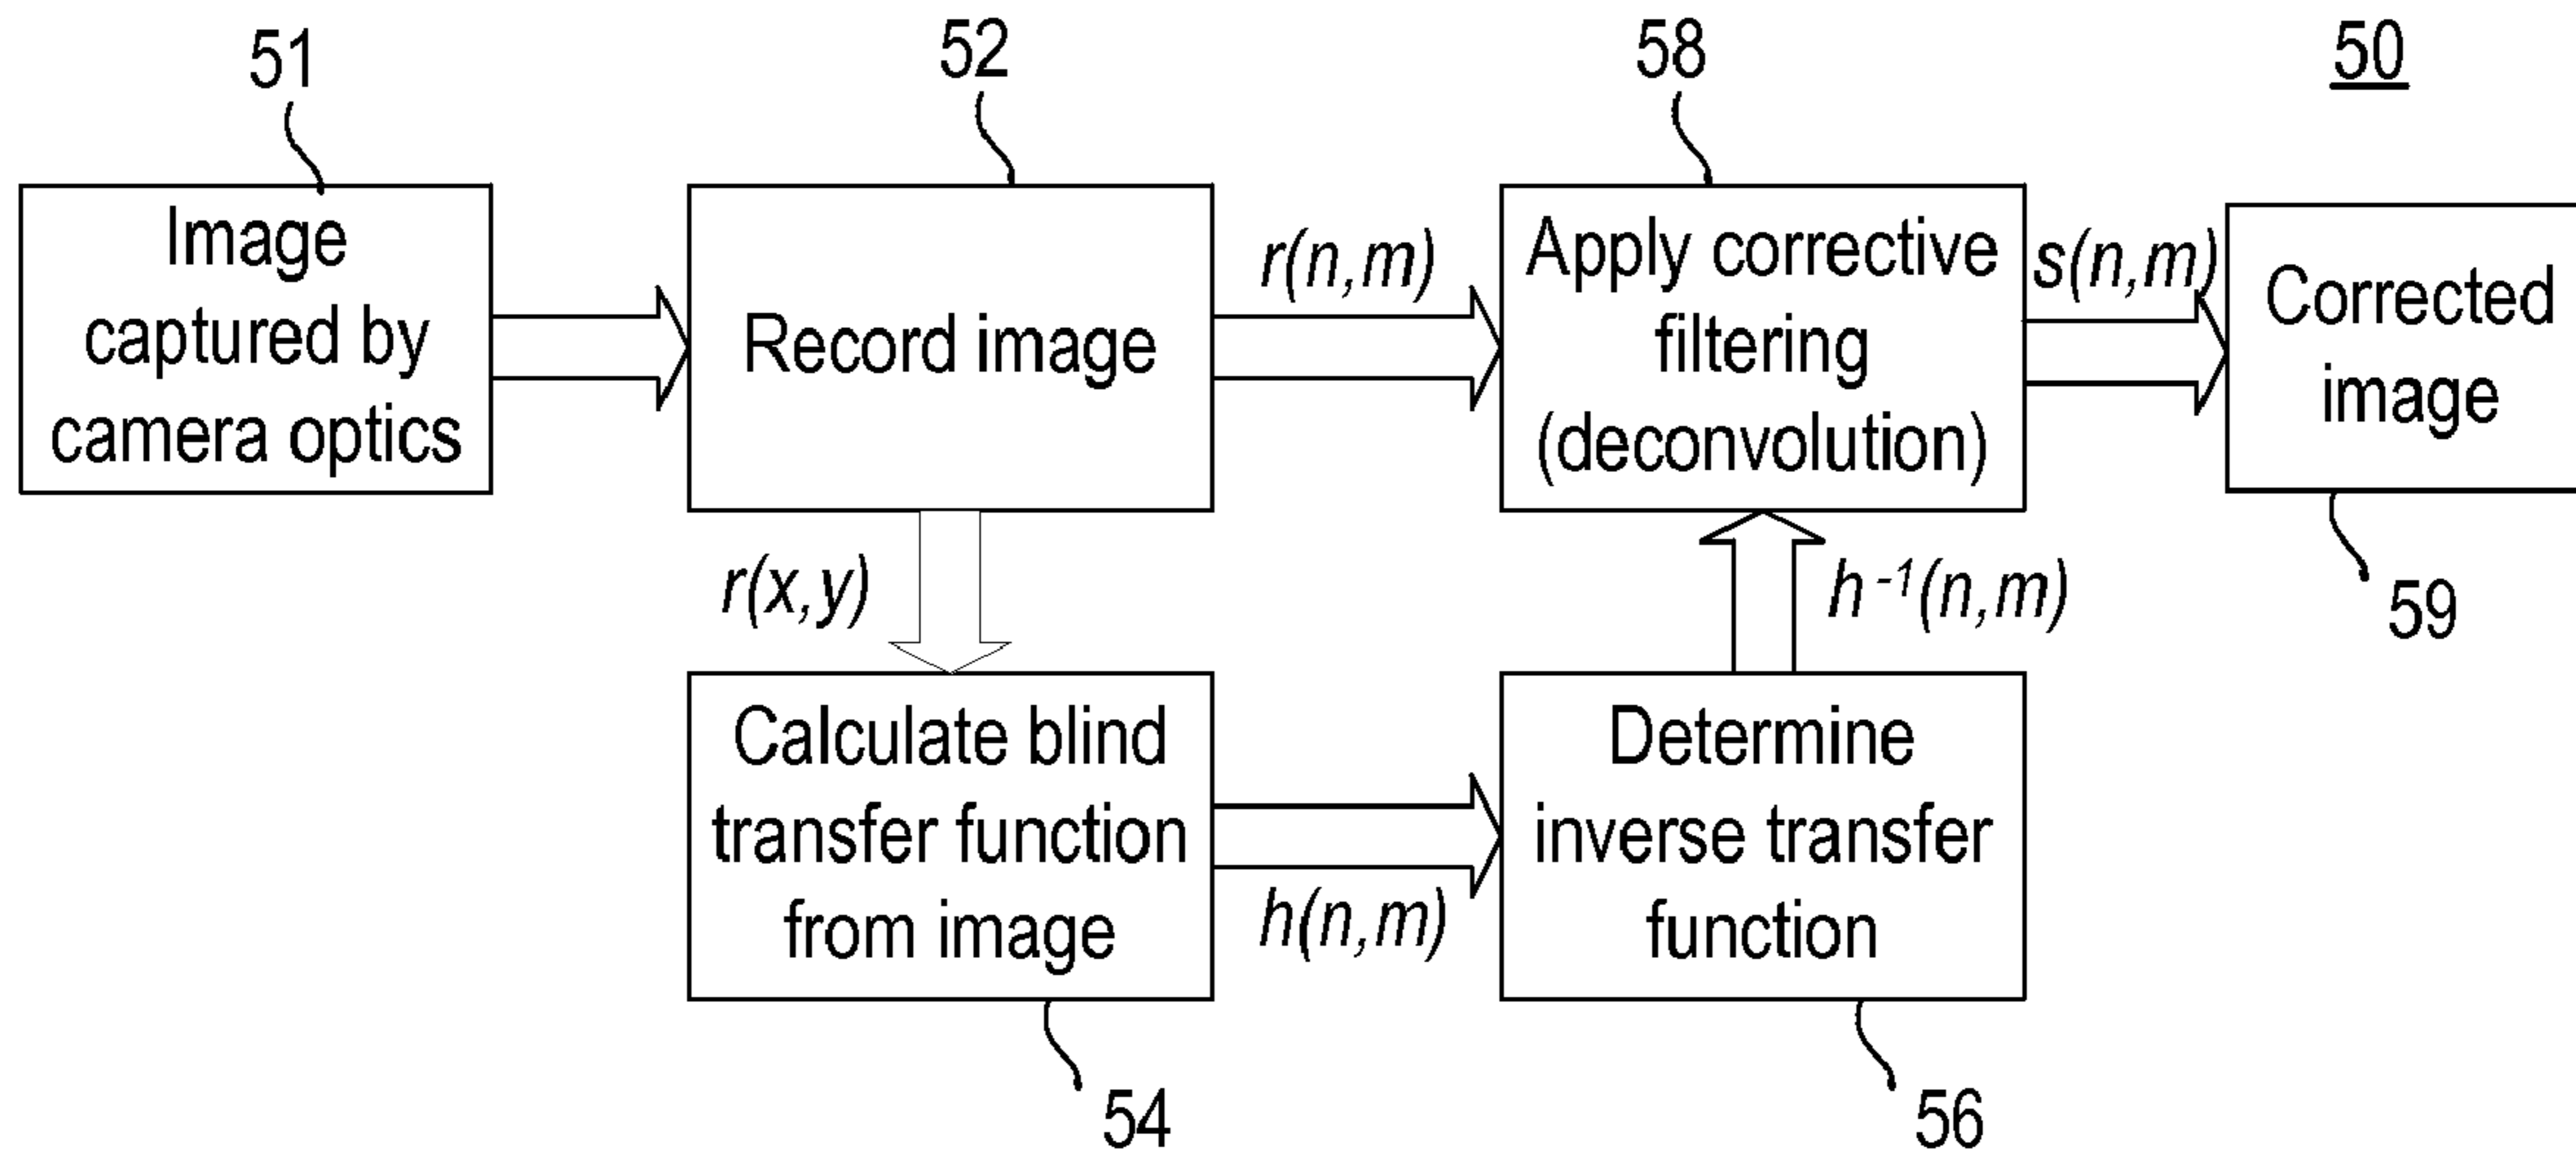 51
52
58
50
Image
captured by
camera optics
Record image
r(n,m)
Apply corrective
filtering
(deconvolution)
s(n,m)
Corrected
image
r(x,y)
h⁻¹(n,m)
59
Calculate blind
transfer function
from image
h(n,m)
Determine
inverse transfer
function
54
56